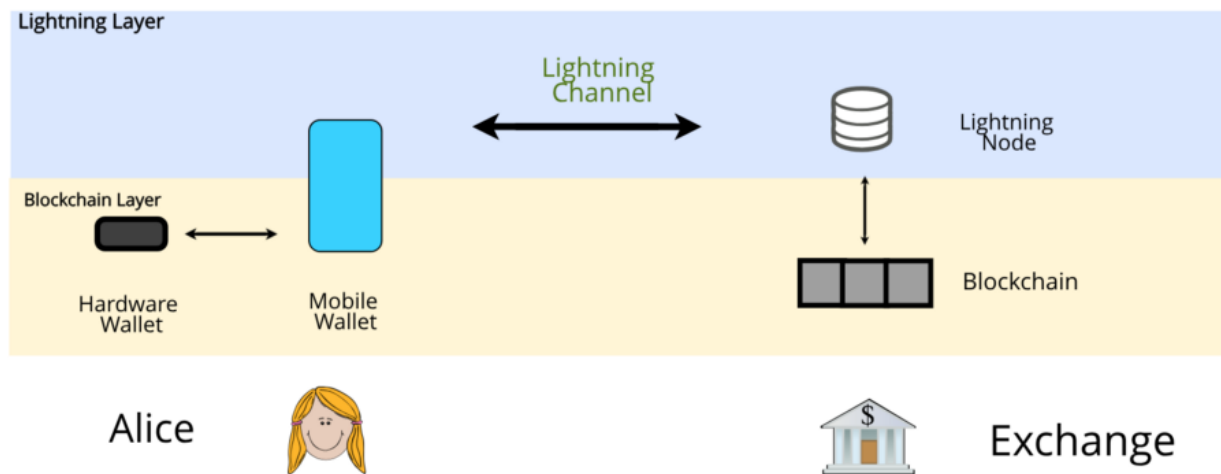 Lightning Layer
Lightning
Channel
Lightning
Node
Blockchain Layer
Hardware
Wallet
Mobile
Wallet
Blockchain
Alice
$
Exchange